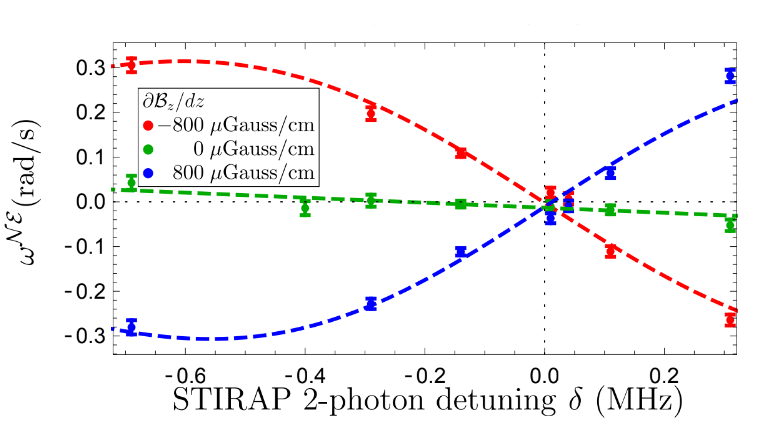 0.3
0.2
0.1
0.0
-0.1
-0.2
-0.3
ω^𝒩ℰ(rad/s)
∂ℬ_z/dz
−800 μGauss/cm
0 μGauss/cm
800 μGauss/cm
-0.6 -0.4 -0.2 0.0 0.2
STIRAP 2-photon detuning δ (MHz)